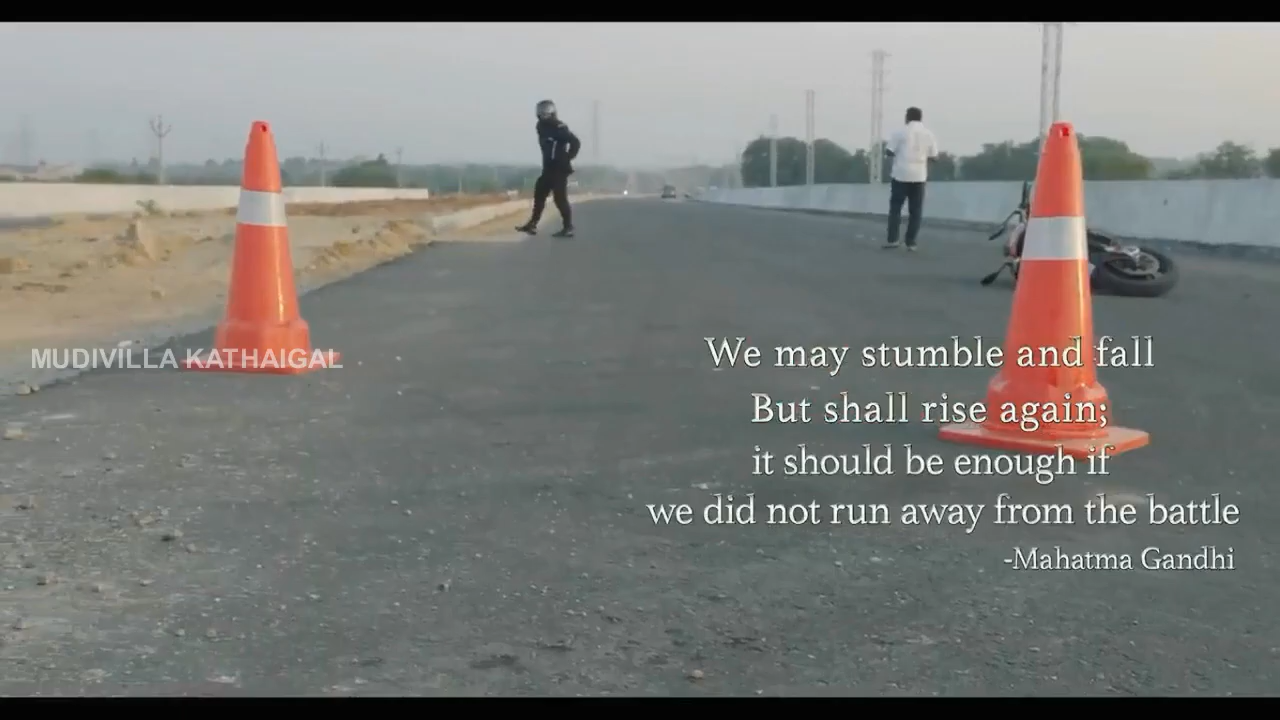 MUDIVILLA KATHAIGAL
We may stumble and fall
But shall rise again;
it should be enough if
we did not run away from the battle
-Mahatma Gandhi